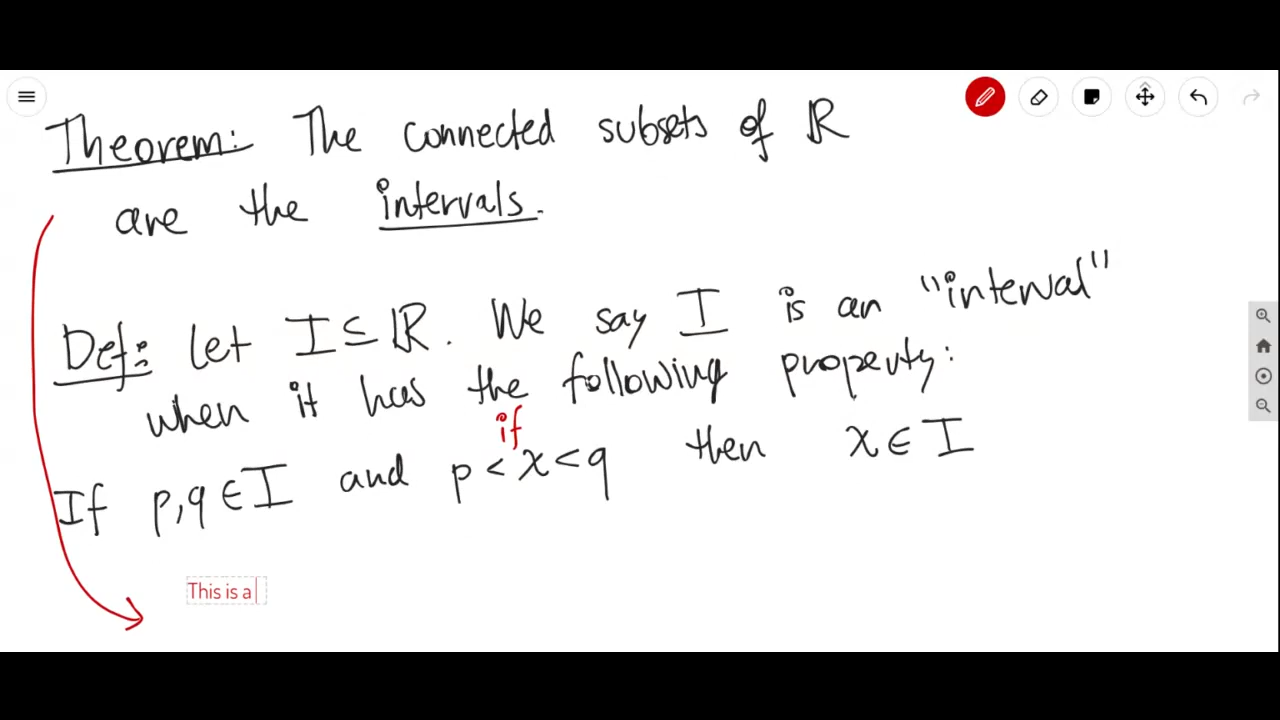 Theorem: The connected subsets of ℝ
are the intervals.
Def: let I ⊆ ℝ. We say I is an "interval"
when it has the following property:
if
If p,q ∈ I and p < x < q then x ∈ I
This is a